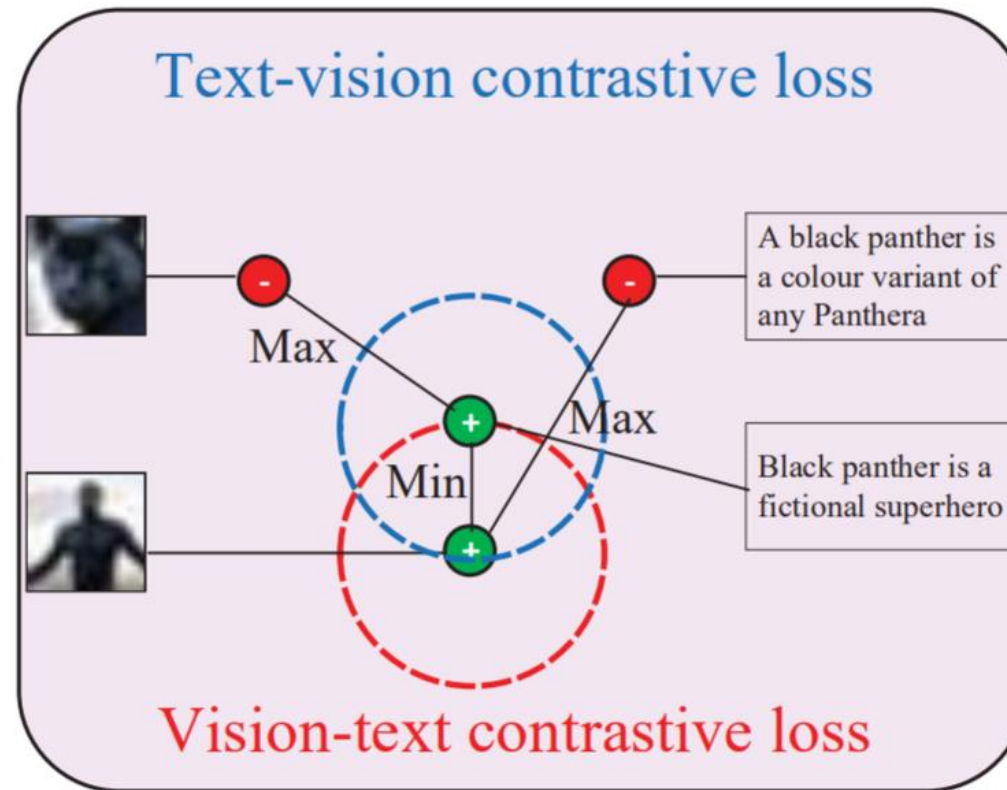 Text-vision contrastive loss
-
-
A black panther is
a colour variant of
any Panthera
Max
+
Max
Min
Black panther is a
fictional superhero
+
Vision-text contrastive loss